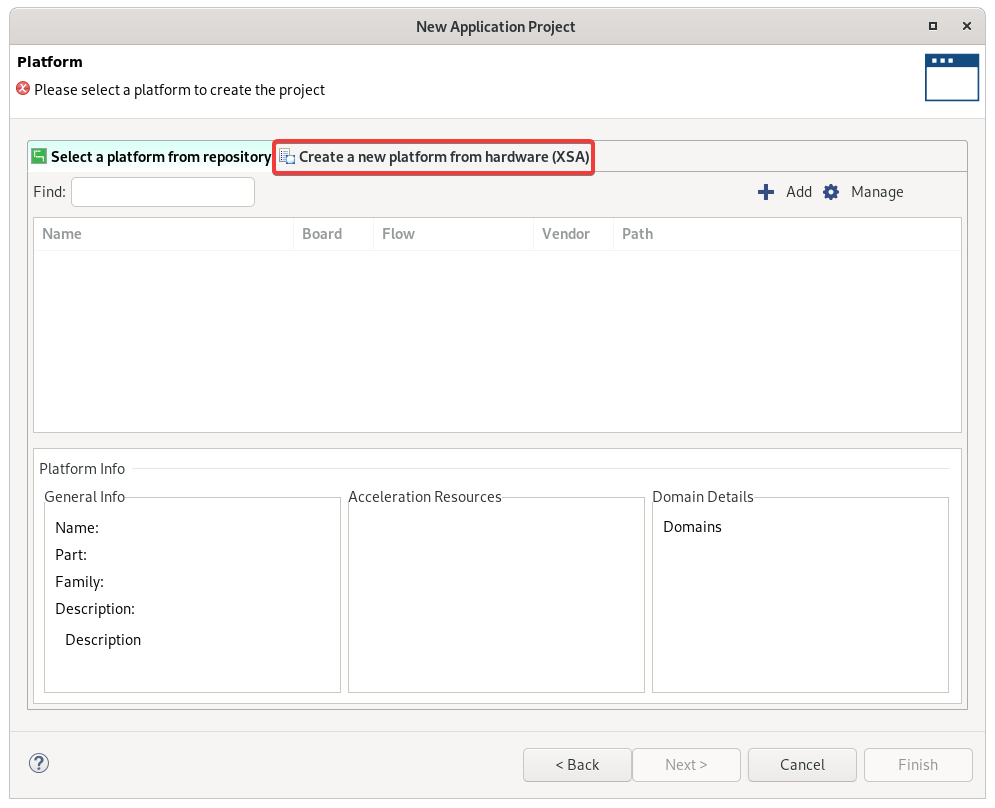 New Application Project
Platform
Please select a platform to create the project
Select a platform from repository Create a new platform from hardware (XSA)
Find: Add Manage
Name Board Flow Vendor Path
Platform Info
General Info Acceleration Resources Domain Details
Name: Domains
Part:
Family:
Description:
Description
? < Back Next > Cancel Finish